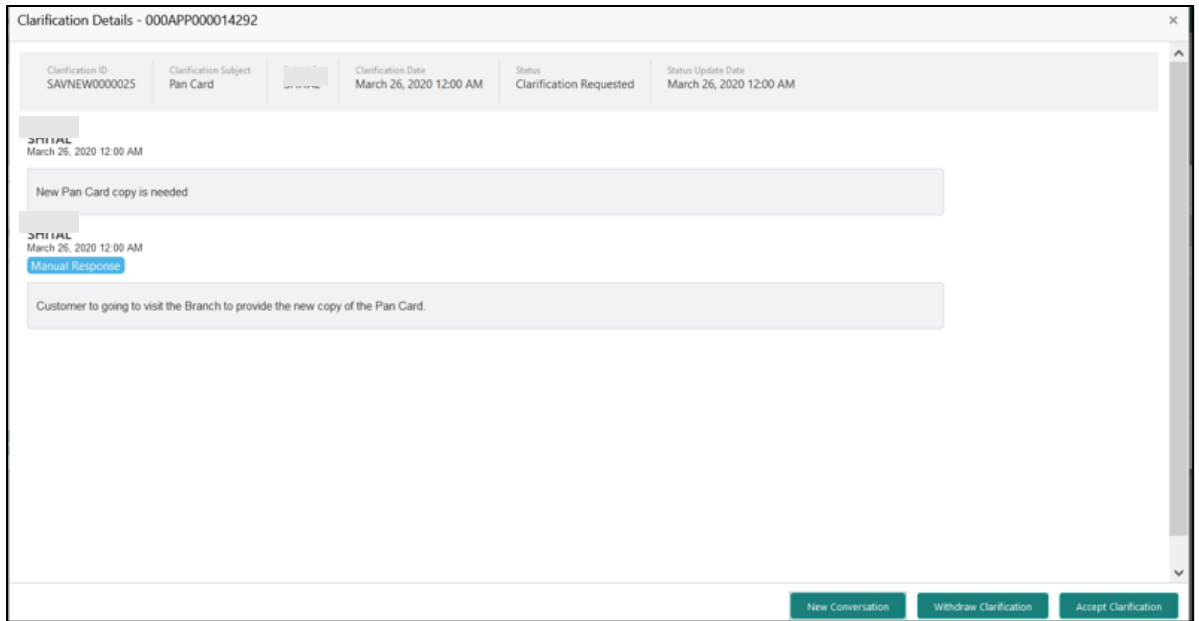 Clarification Details - 000APP000014292
×
Clarification ID Clarification Subject Clarification Date Status Status Update Date
SAVNEW0000025 Pan Card March 26, 2020 12:00 AM Clarification Requested March 26, 2020 12:00 AM
March 26, 2020 12:00 AM
New Pan Card copy is needed
March 26, 2020 12:00 AM
Manual Response
Customer to going to visit the Branch to provide the new copy of the Pan Card.
New Conversation Withdraw Clarification Accept Clarification